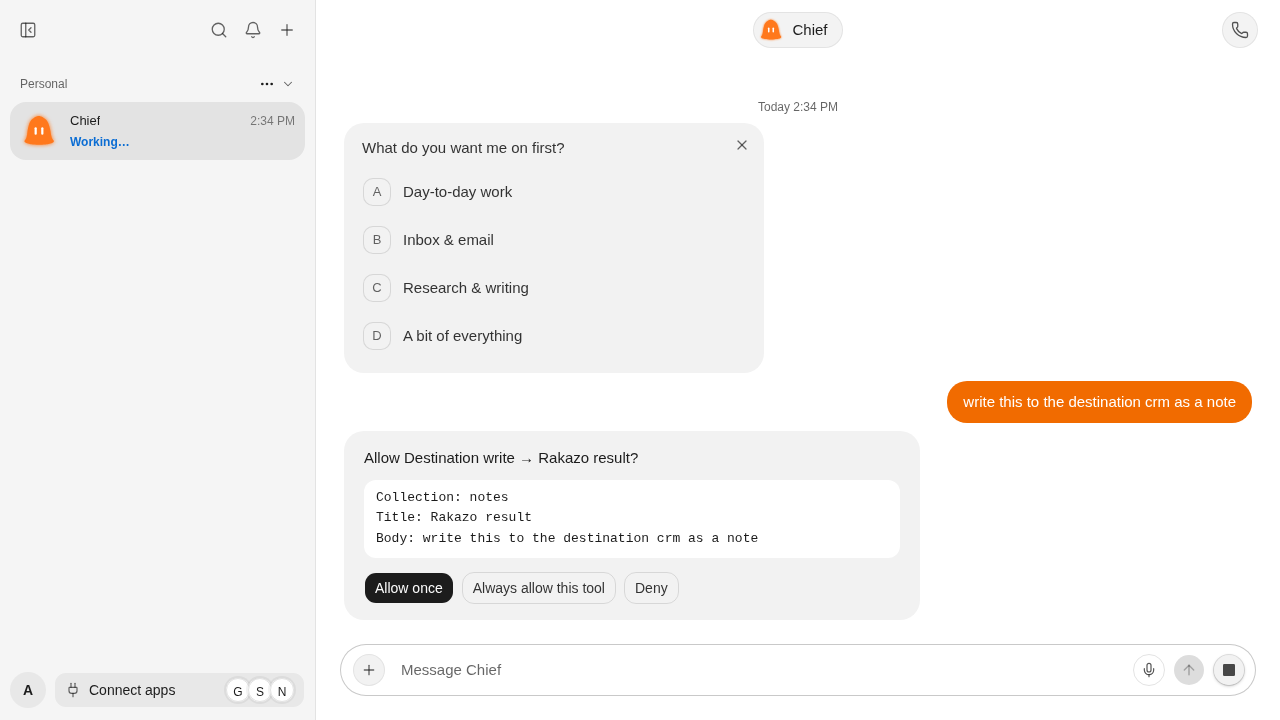 Chief
Personal
Chief
2:34 PM
Working...
Today 2:34 PM
What do you want me on first?
A Day-to-day work
B Inbox & email
C Research & writing
D A bit of everything
write this to the destination crm as a note
Allow Destination write → Rakazo result?
Collection: notes
Title: Rakazo result
Body: write this to the destination crm as a note
Allow once Always allow this tool Deny
Message Chief
A Connect apps G S N